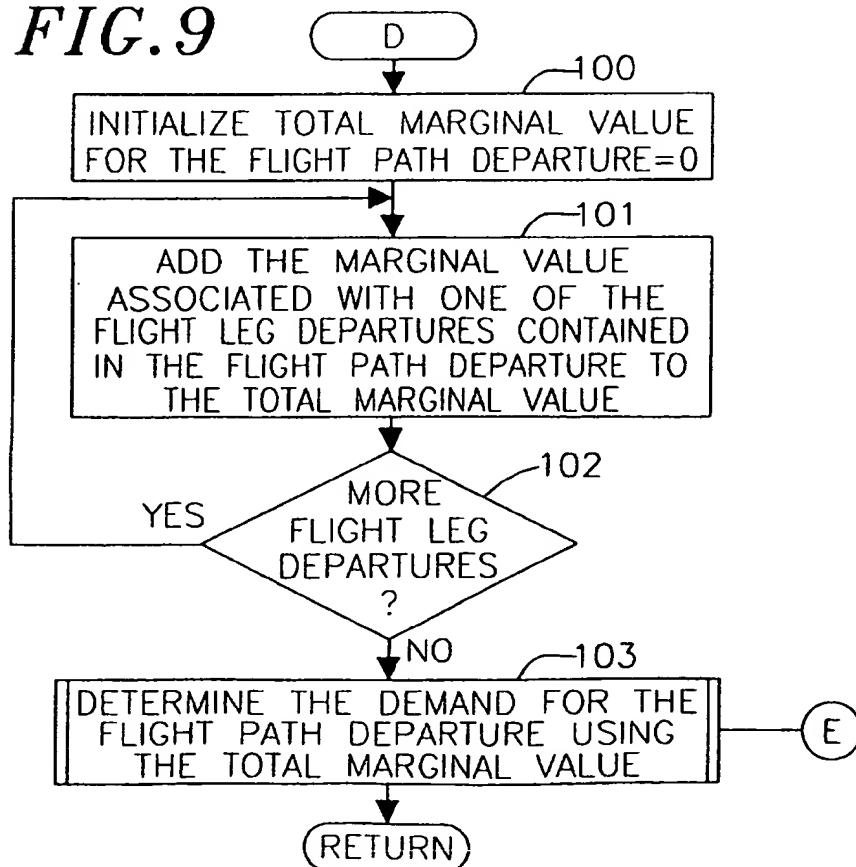 FIG.9
D
100
INITIALIZE TOTAL MARGINAL VALUE
FOR THE FLIGHT PATH DEPARTURE=0
101
ADD THE MARGINAL VALUE
ASSOCIATED WITH ONE OF THE
FLIGHT LEG DEPARTURES CONTAINED
IN THE FLIGHT PATH DEPARTURE TO
THE TOTAL MARGINAL VALUE
102
MORE
FLIGHT LEG
DEPARTURES
?
YES
NO
103
DETERMINE THE DEMAND FOR THE
FLIGHT PATH DEPARTURE USING
THE TOTAL MARGINAL VALUE
E
RETURN